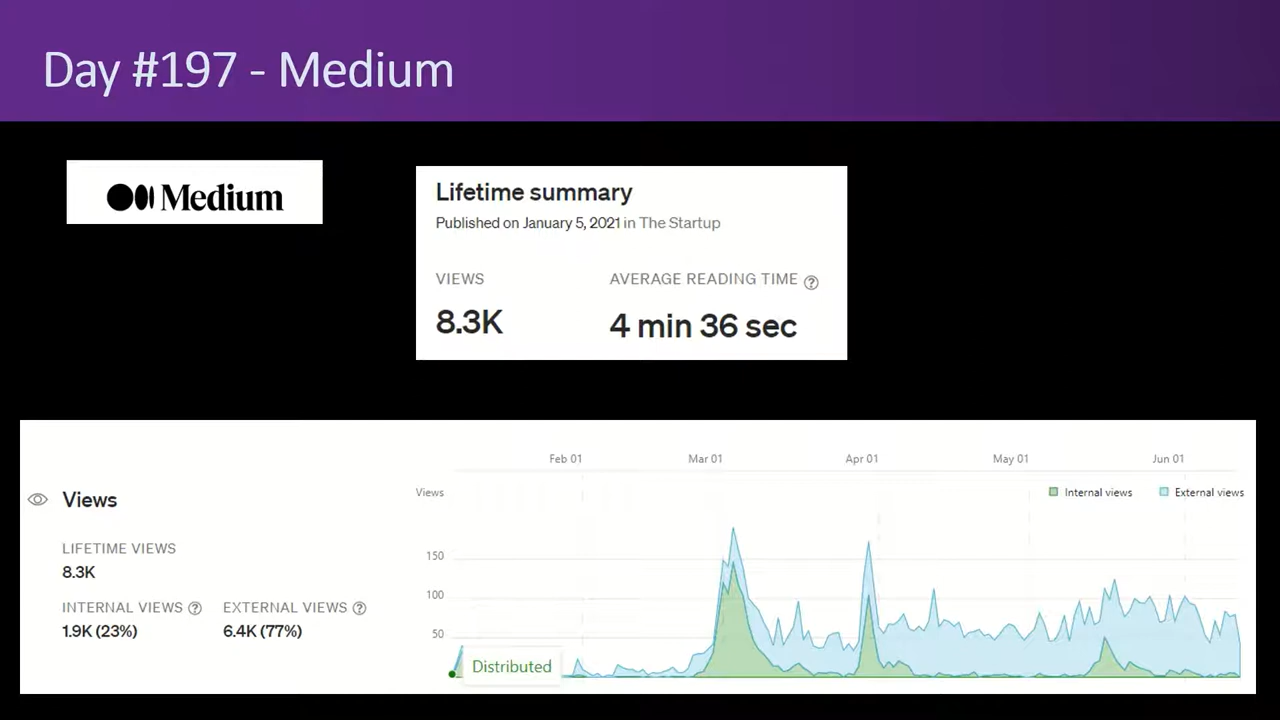 Day #197 - Medium
Medium
Lifetime summary
Published on January 5, 2021 in The Startup
VIEWS
AVERAGE READING TIME ?
8.3K
4 min 36 sec
Feb 01 Mar 01 Apr 01 May 01 Jun 01
Views
Views
Internal views External views
LIFETIME VIEWS
8.3K
INTERNAL VIEWS ? EXTERNAL VIEWS ?
1.9K (23%) 6.4K (77%)
150
100
50
Distributed